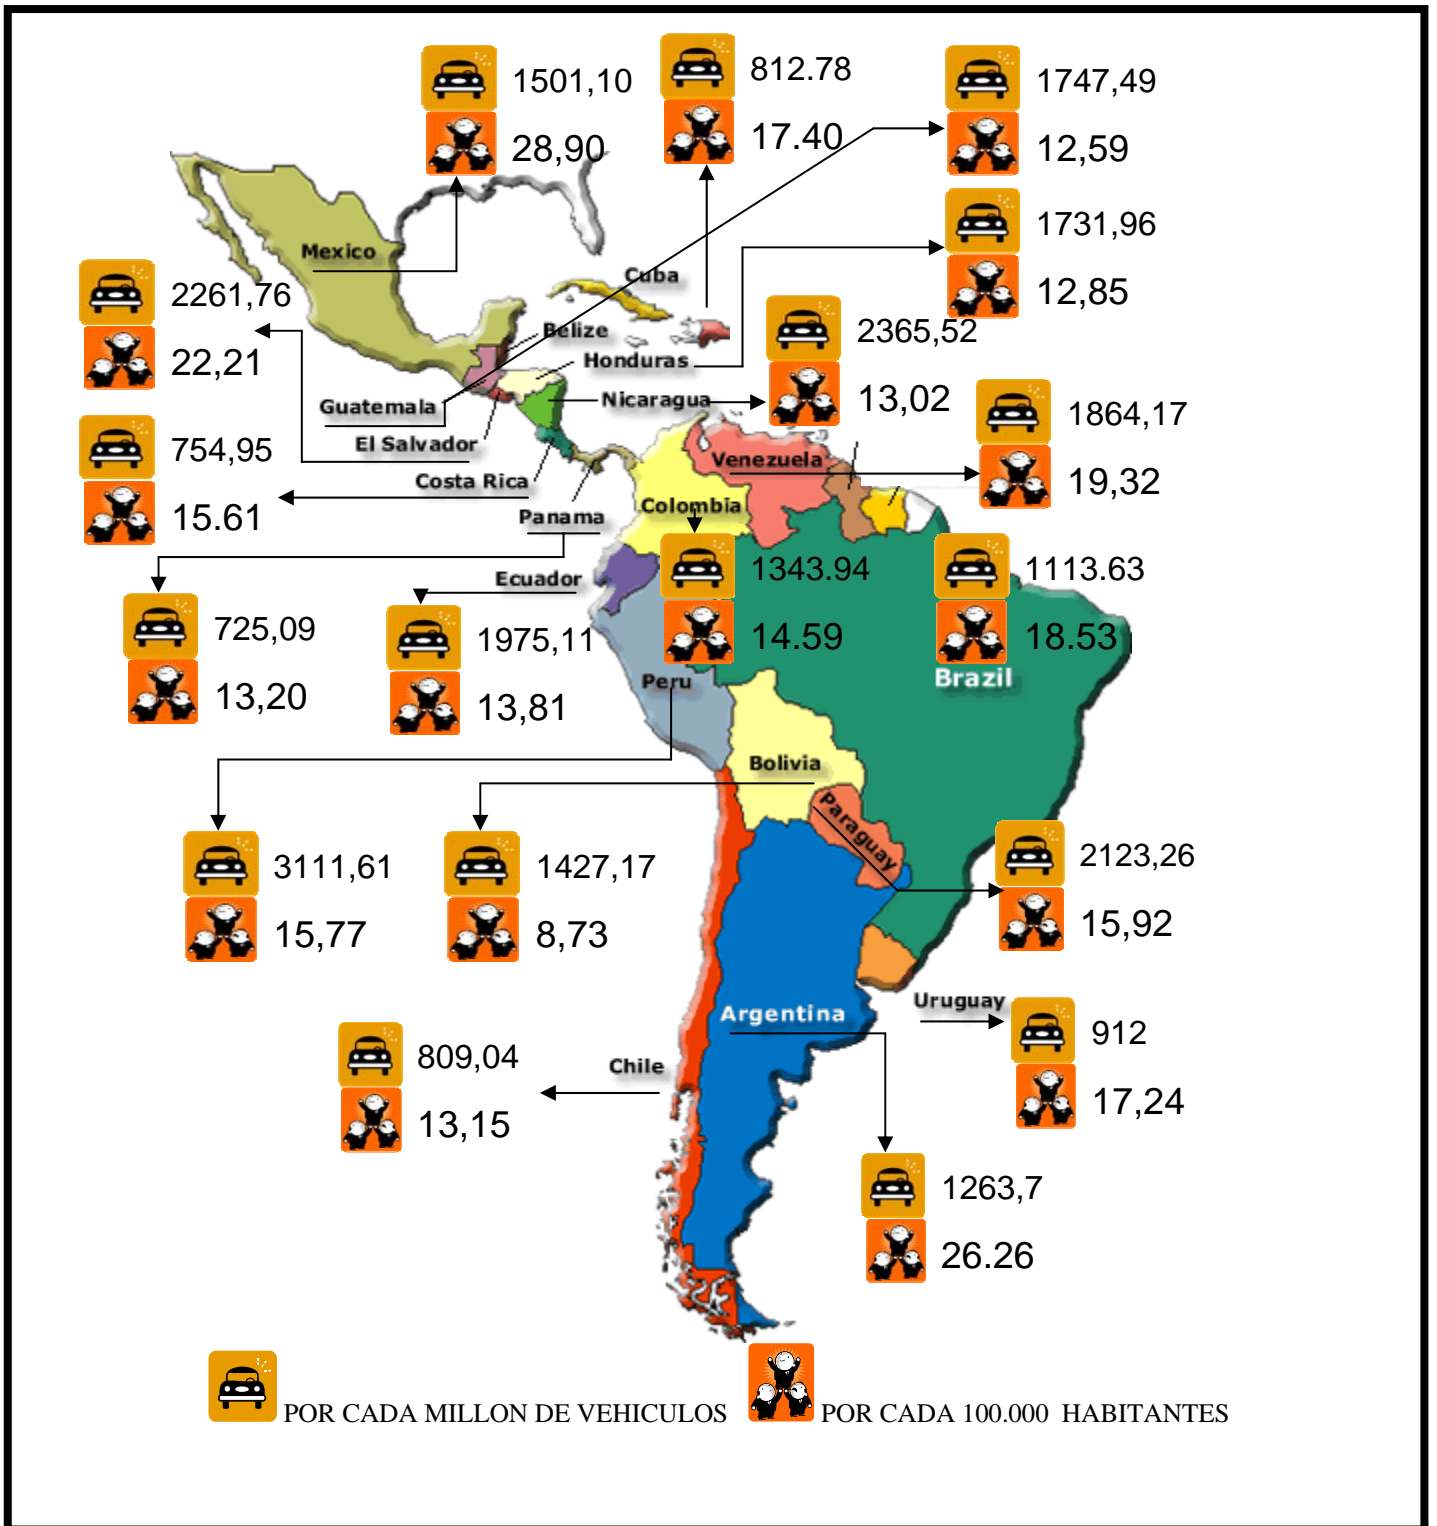 1501,10
28,90
812.78
17.40
1747,49
12,59
1731,96
12,85
Mexico
Cuba
2261,76
22,21
Belize
Honduras
2365,52
13,02
Guatemala
Nicaragua
1864,17
19,32
754,95
15.61
El Salvador
Costa Rica
Panama
Venezuela
Colombia
1343.94
14.59
1113.63
18.53
Brazil
Ecuador
725,09
13,20
1975,11
13,81
Peru
Bolivia
Paraguay
3111,61
15,77
1427,17
8,73
2123,26
15,92
Argentina
Uruguay
912
17,24
Chile
809,04
13,15
1263,7
26.26
POR CADA MILLON DE VEHICULOS
POR CADA 100.000 HABITANTES